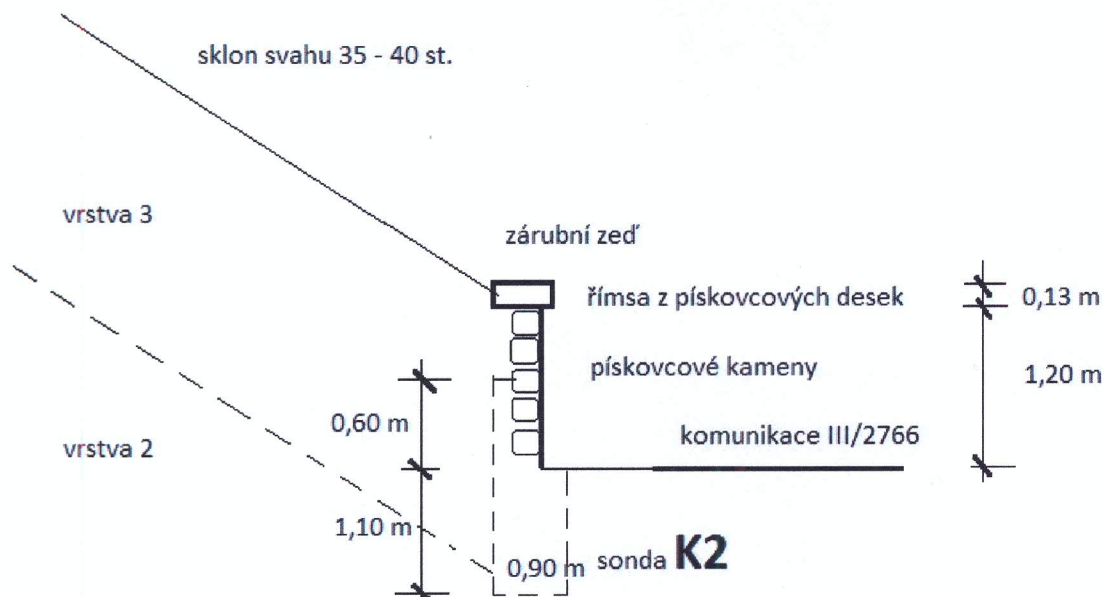 sklon svahu 35 - 40 st.
vrstva 3
zárubní zeď
římsa z pískovcových desek
0,13 m
pískovcové kameny
1,20 m
0,60 m
komunikace III/2766
vrstva 2
1,10 m
0,90 m
sonda K2